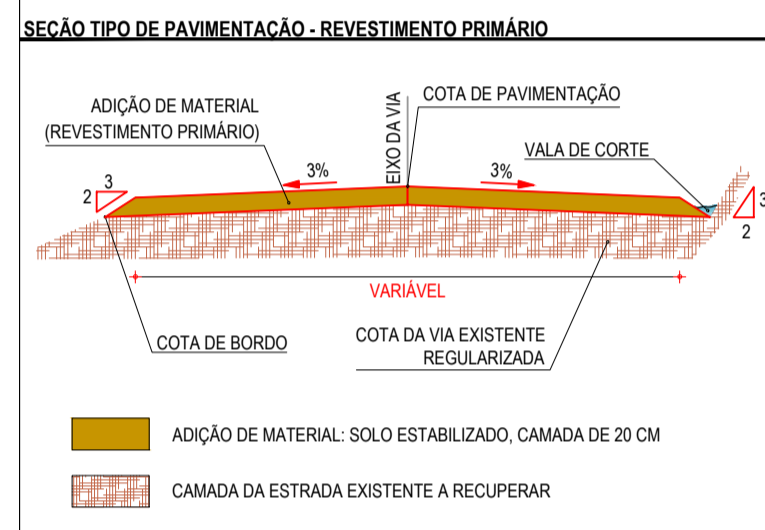 SEÇÃO TIPO DE PAVIMENTAÇÃO - REVESTIMENTO PRIMÁRIO
ADIÇÃO DE MATERIAL
(REVESTIMENTO PRIMÁRIO)
EIXO DA VIA
COTA DE PAVIMENTAÇÃO
VALA DE CORTE
3%
3%
3
2
3
2
VARIÁVEL
COTA DE BORDO
COTA DA VIA EXISTENTE
REGULARIZADA
ADIÇÃO DE MATERIAL: SOLO ESTABILIZADO, CAMADA DE 20 CM
CAMADA DA ESTRADA EXISTENTE A RECUPERAR